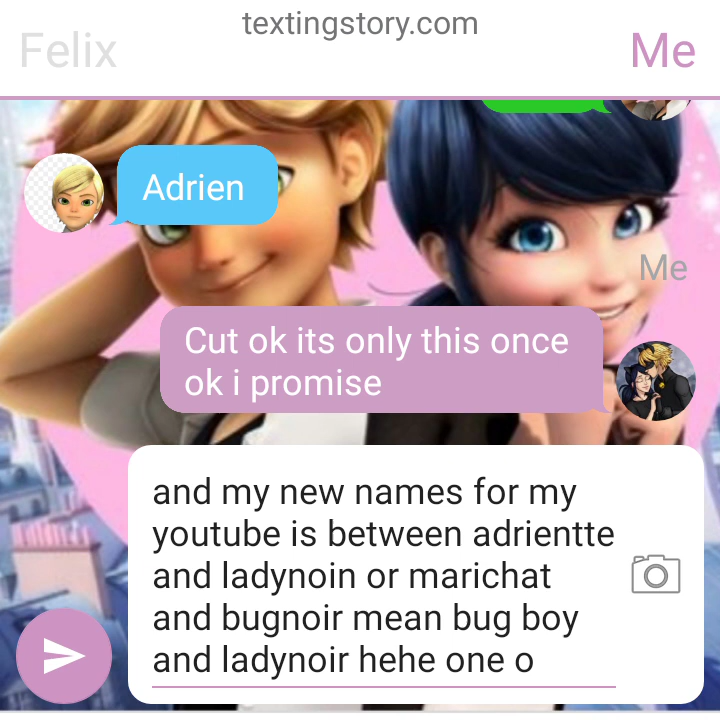 textingstory.com
Felix
Me
Adrien
Me
Cut ok its only this once
ok i promise
and my new names for my
youtube is between adrientte
and ladynoin or marichat
and bugnoir mean bug boy
and ladynoir hehe one o